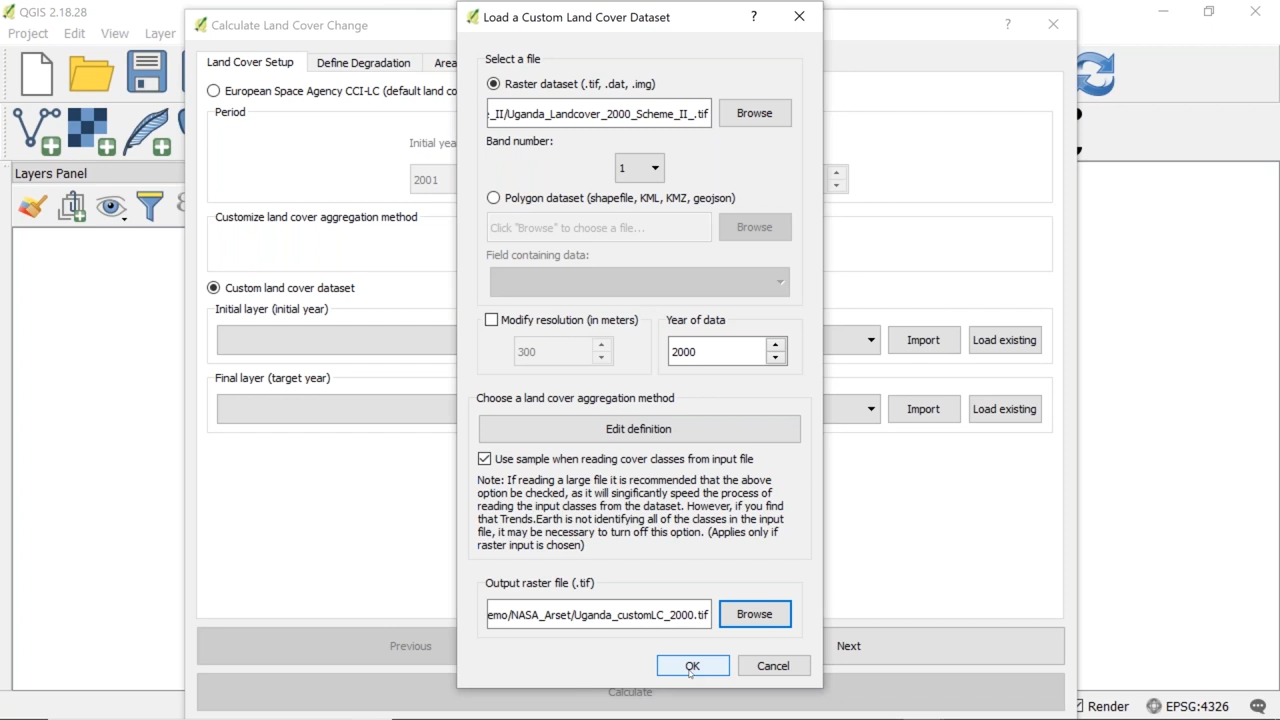 QGIS 2.18.28
Project Edit View Layer
Layers Panel
Calculate Land Cover Change
?
Land Cover Setup
Define Degradation
Area
European Space Agency CCI-LC (default land co
Period
Initial yea
2001
Customize land cover aggregation method
Custom land cover dataset
Initial layer (initial year)
Import
Load existing
Final layer (target year)
Import
Load existing
Previous
Next
Calculate
Load a Custom Land Cover Dataset
?
Select a file
Raster dataset (.tif, .dat, .img)
_II/Uganda_Landcover_2000_Scheme_II_.tif
Browse
Band number:
1
Polygon dataset (shapefile, KML, KMZ, geojson)
Click "Browse" to choose a file...
Browse
Field containing data:
Modify resolution (in meters)
300
Year of data
2000
Choose a land cover aggregation method
Edit definition
Use sample when reading cover classes from input file
Note: If reading a large file it is recommended that the above
option be checked, as it will singificantly speed the process of
reading the input classes from the dataset. However, if you find
that Trends.Earth is not identifying all of the classes in the input
file, it may be necessary to turn off this option. (Applies only if
raster input is chosen)
Output raster file (.tif)
emo/NASA_Arset/Uganda_customLC_2000.tif
Browse
OK
Cancel
Render
EPSG:4326